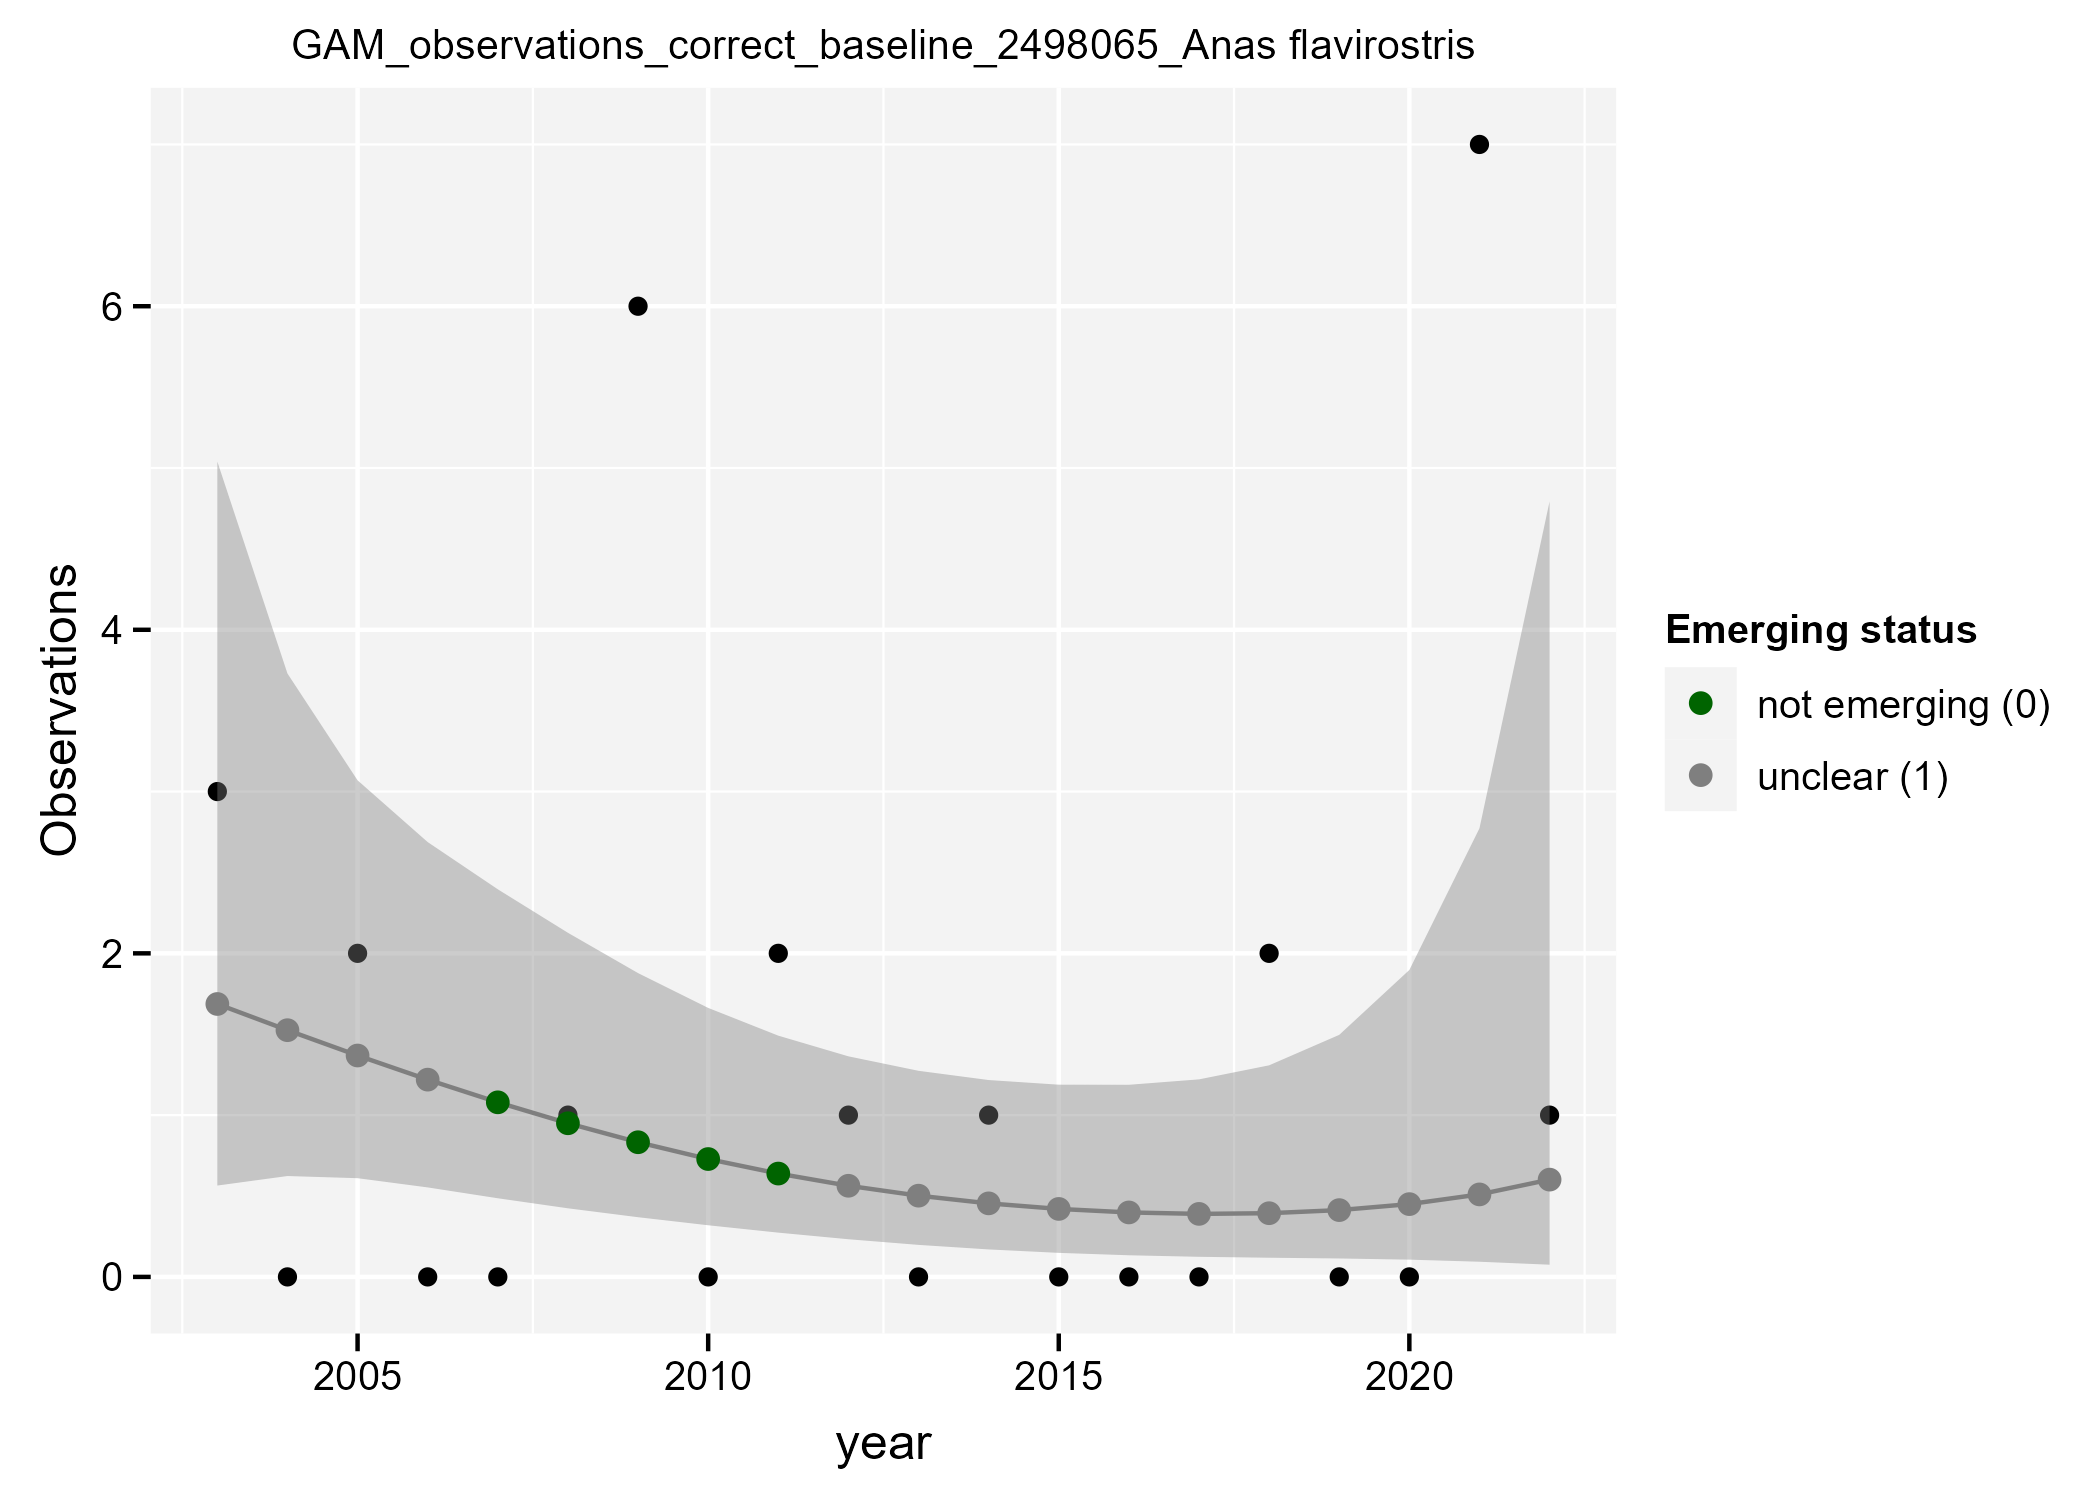 GAM_observations_correct_baseline_2498065_Anas flavirostris
Observations
6
4
2
0
2005 2010 2015 2020
year
Emerging status
not emerging (0)
unclear (1)